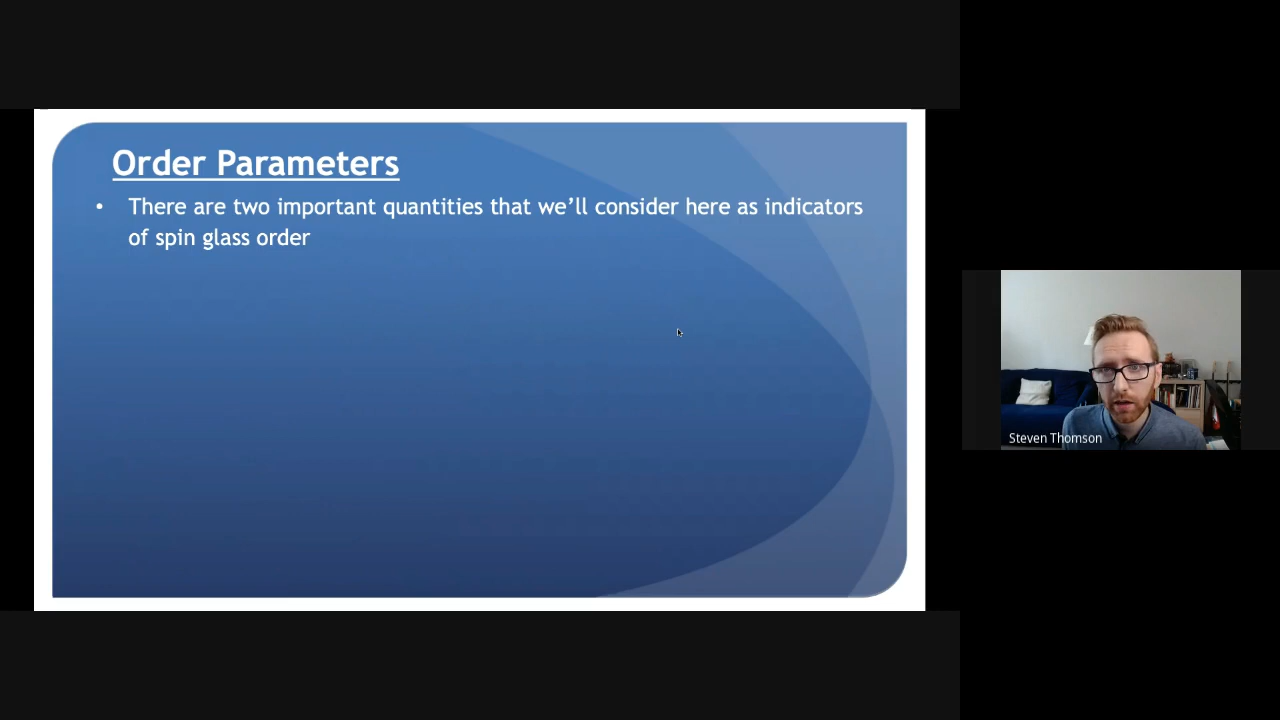 Order Parameters
• There are two important quantities that we’ll consider here as indicators
of spin glass order
Steven Thomson